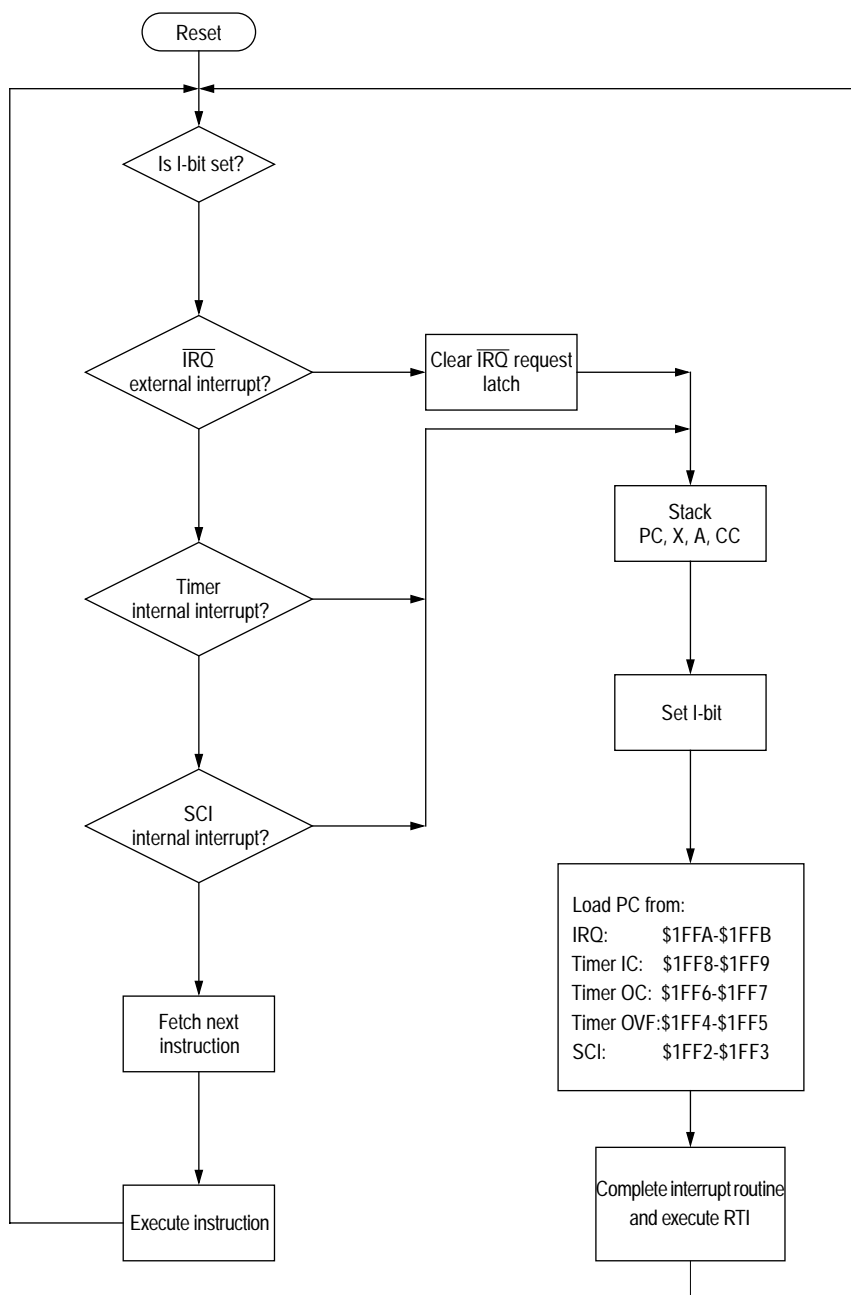 Reset
Is I-bit set?
I̅R̅Q̅
external interrupt?
Clear I̅R̅Q̅ request
latch
Stack
PC, X, A, CC
Timer
internal interrupt?
Set I-bit
SCI
internal interrupt?
Load PC from:
IRQ: $1FFA-$1FFB
Timer IC: $1FF8-$1FF9
Timer OC: $1FF6-$1FF7
Timer OVF:$1FF4-$1FF5
SCI: $1FF2-$1FF3
Fetch next
instruction
Complete interrupt routine
and execute RTI
Execute instruction